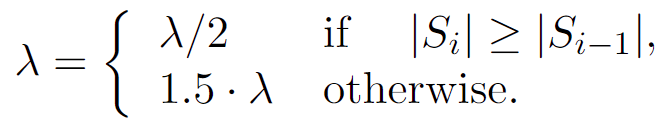 λ = { λ/2 if |S_i| ≥ |S_{i−1}|,
1.5 · λ otherwise.